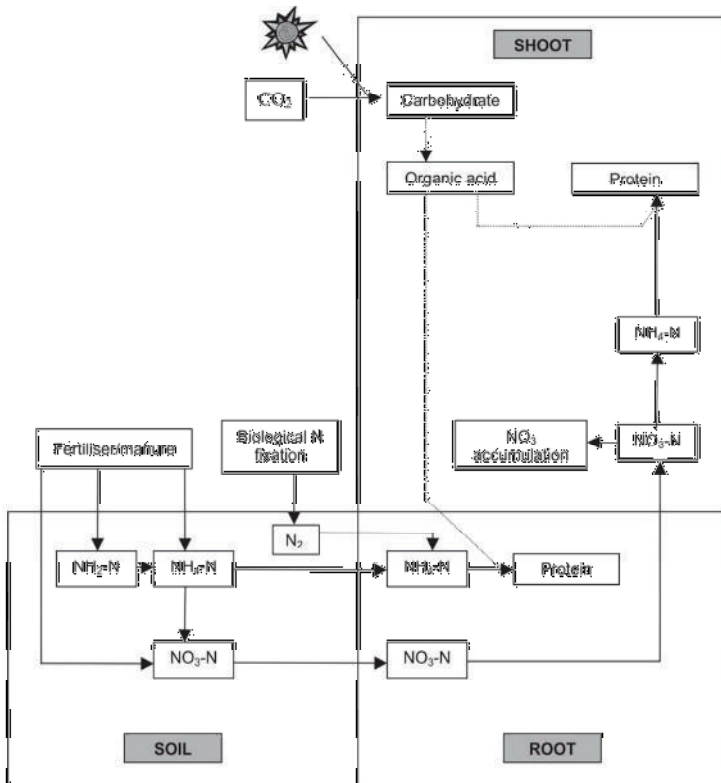 SHOOT
CO₂
Carbohydrate
Organic acid
Protein
NH₄-N
Fertiliser/manure
Biological N
fixation
NO₃
accumulation
NO₃-N
N₂
NH₂-N
NH₄-N
NH₄-N
Protein
NO₃-N
NO₃-N
SOIL
ROOT